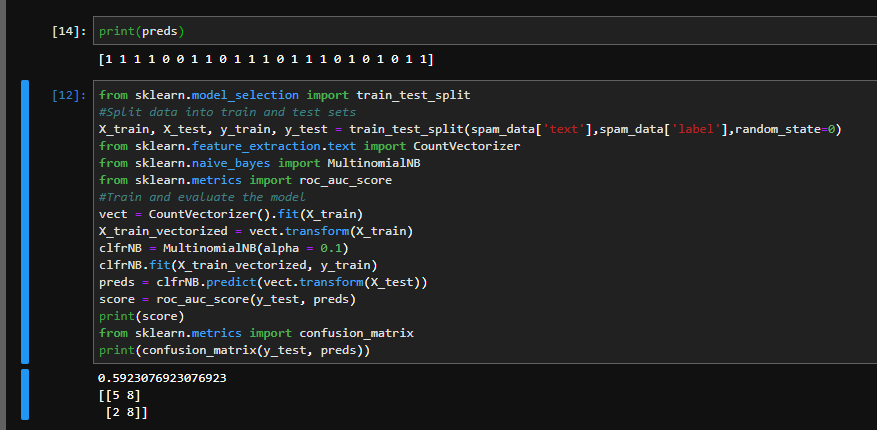 [14]: print(preds)
[1 1 1 1 0 0 1 1 0 1 1 1 0 1 1 1 0 1 0 1 0 1 1]
[12]: from sklearn.model_selection import train_test_split
#Split data into train and test sets
X_train, X_test, y_train, y_test = train_test_split(spam_data['text'],spam_data['label'],random_state=0)
from sklearn.feature_extraction.text import CountVectorizer
from sklearn.naive_bayes import MultinomialNB
from sklearn.metrics import roc_auc_score
#Train and evaluate the model
vect = CountVectorizer().fit(X_train)
X_train_vectorized = vect.transform(X_train)
clfrNB = MultinomialNB(alpha = 0.1)
clfrNB.fit(X_train_vectorized, y_train)
preds = clfrNB.predict(vect.transform(X_test))
score = roc_auc_score(y_test, preds)
print(score)
from sklearn.metrics import confusion_matrix
print(confusion_matrix(y_test, preds))
0.5923076923076923
[[5 8]
 [2 8]]